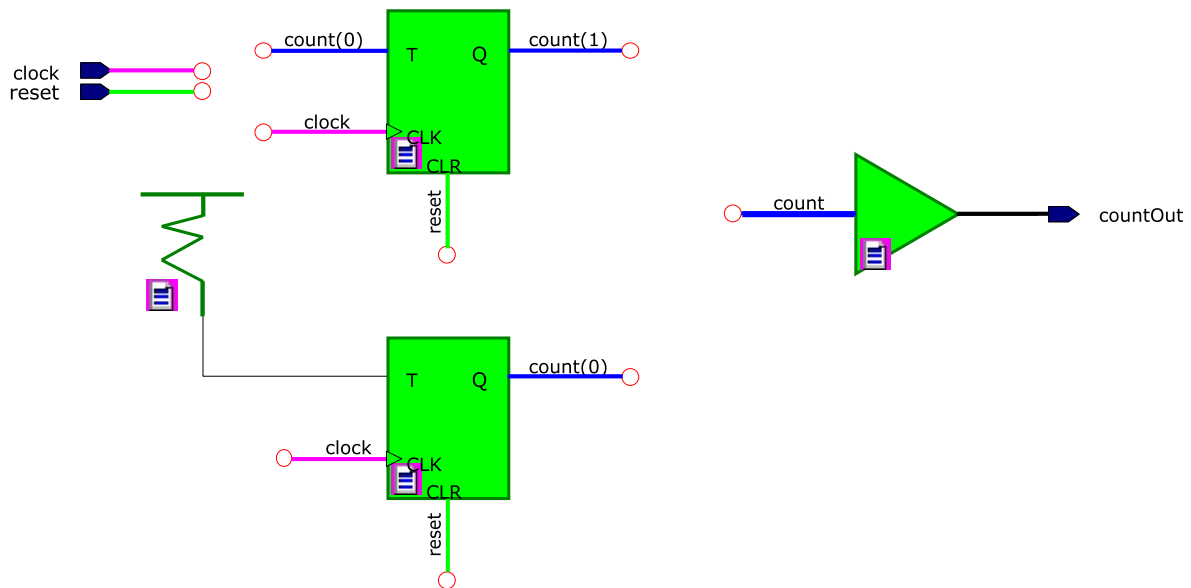 count(0)
T
Q
count(1)
clock
reset
clock
CLK
CLR
reset
count
countOut
T
Q
count(0)
clock
CLK
CLR
reset